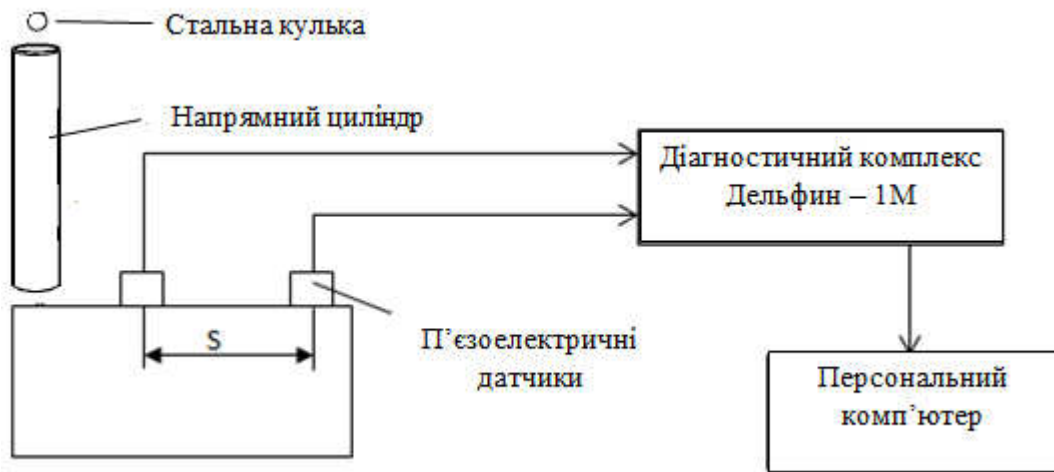 Стальна кулька
Напрямний циліндр
Діагностичний комплекс
Дельфин – 1М
S
П’єзоелектричні
датчики
Персональний
комп’ютер